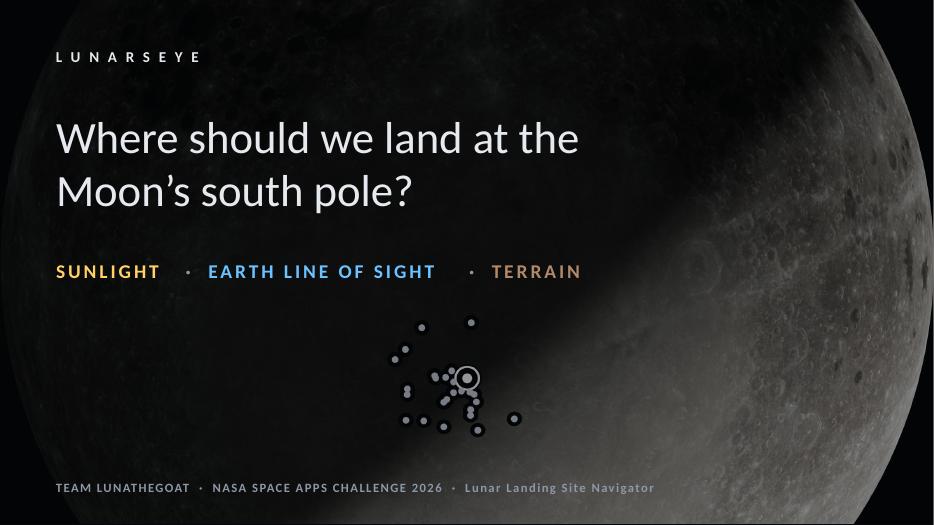 LUNARSEYE
Where should we land at the
Moon’s south pole?
SUNLIGHT · EARTH LINE OF SIGHT · TERRAIN
TEAM LUNATHEGOAT · NASA SPACE APPS CHALLENGE 2026 · Lunar Landing Site Navigator